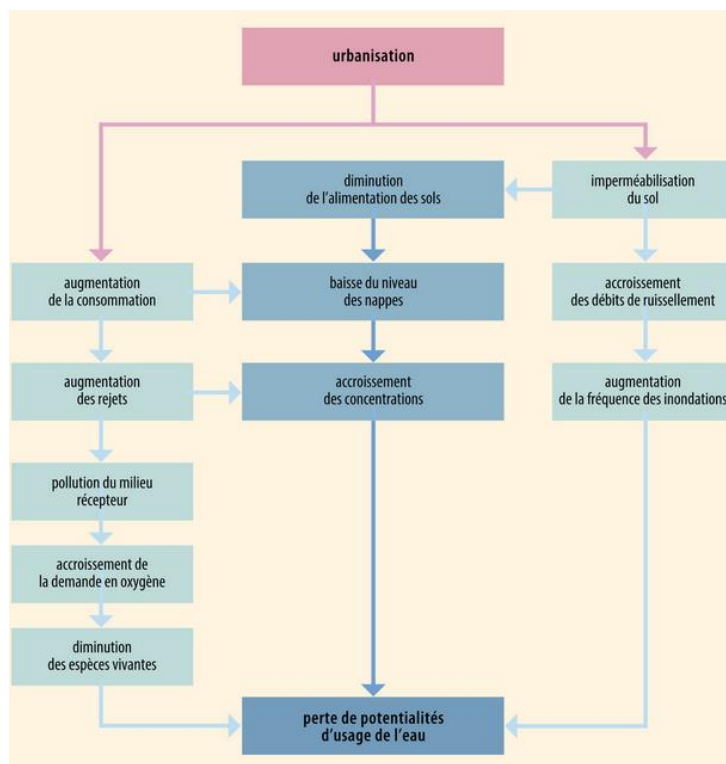 urbanisation
diminution
de l'alimentation des sols
imperméabilisation
du sol
augmentation
de la consommation
baisse du niveau
des nappes
accroissement
des débits de ruissellement
augmentation
des rejets
accroissement
des concentrations
augmentation
de la fréquence des inondations
pollution du milieu
récepteur
accroissement de
la demande en oxygène
diminution
des espèces vivantes
perte de potentialités
d'usage de l'eau